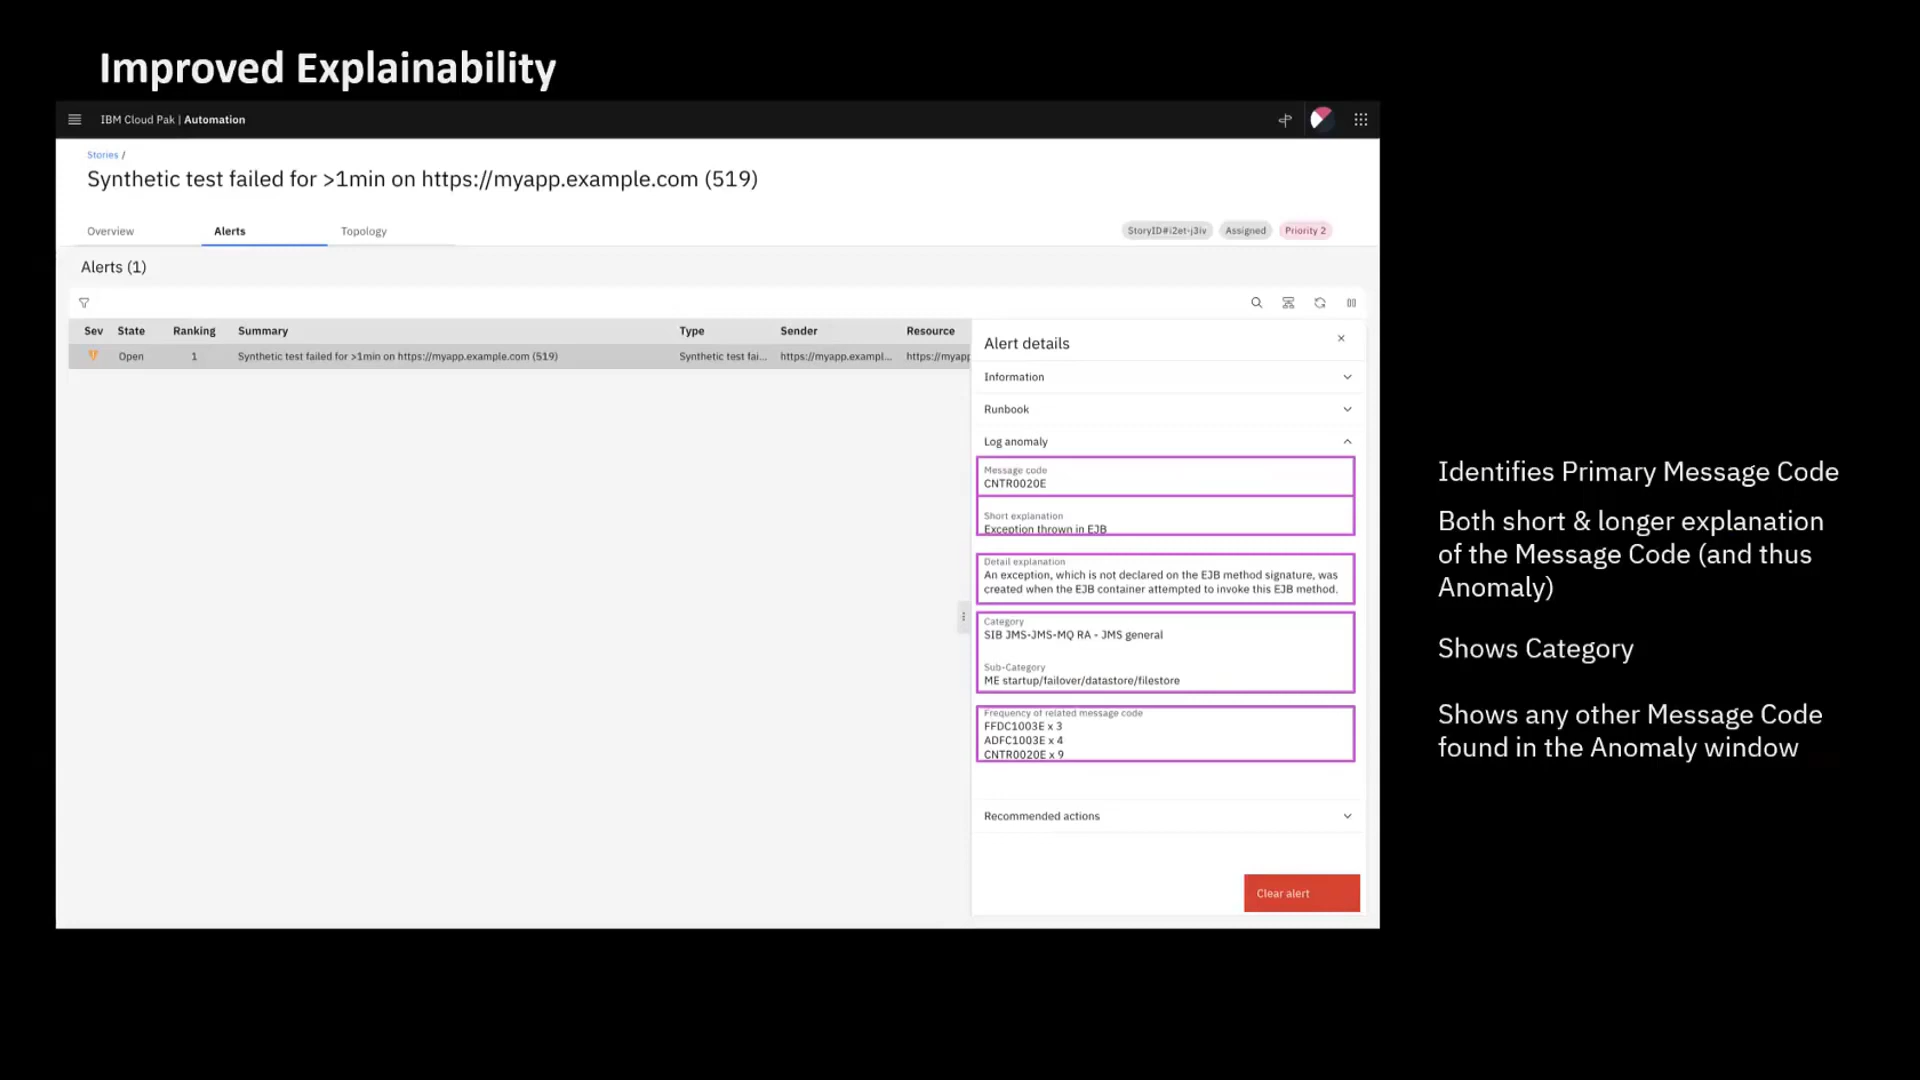 Improved Explainability
IBM Cloud Pak | Automation
Stories /
Synthetic test failed for >1min on https://myapp.example.com (519)
Overview
Alerts
Topology
StoryID#i2et-j3iv
Assigned
Priority 2
Alerts (1)
Sev State Ranking Summary Type Sender Resource
Open 1 Synthetic test failed for >1min on https://myapp.example.com (519) Synthetic test fai... https://myapp.exampl... https://myapp
Alert details
Information
Runbook
Log anomaly
Message code
CNTR0020E
Short explanation
Exception thrown in EJB
Detail explanation
An exception, which is not declared on the EJB method signature, was
created when the EJB container attempted to invoke this EJB method.
Category
SIB JMS-JMS-MQ RA - JMS general
Sub-Category
ME startup/failover/datastore/filestore
Frequency of related message code
FFDC1003E x 3
ADFC1003E x 4
CNTR0020E x 9
Recommended actions
Clear alert
Identifies Primary Message Code
Both short & longer explanation
of the Message Code (and thus
Anomaly)
Shows Category
Shows any other Message Code
found in the Anomaly window